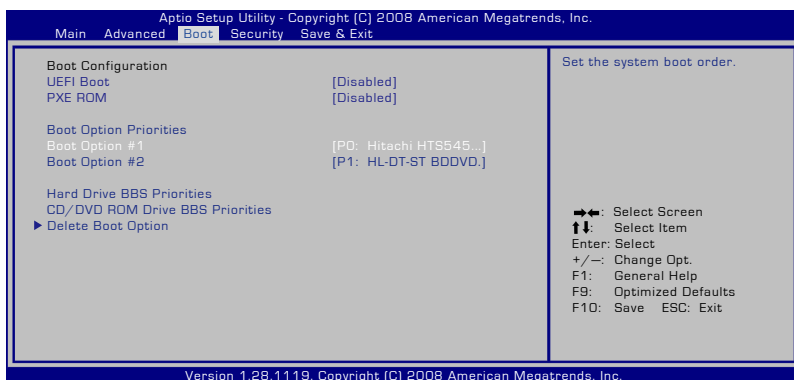 Aptio Setup Utility - Copyright (C) 2008 American Megatrends, Inc.
Main Advanced Boot Security Save & Exit
Boot Configuration
UEFI Boot [Disabled]
PXE ROM [Disabled]
Boot Option Priorities
Boot Option #1 [P0: Hitachi HTS545...]
Boot Option #2 [P1: HL-DT-ST BDDVD.]
Hard Drive BBS Priorities
CD/DVD ROM Drive BBS Priorities
Delete Boot Option
Set the system boot order.
→←: Select Screen
↑↓: Select Item
Enter: Select
+/—: Change Opt.
F1: General Help
F9: Optimized Defaults
F10: Save ESC: Exit
Version 1.28.1119. Copyright (C) 2008 American Megatrends, Inc.